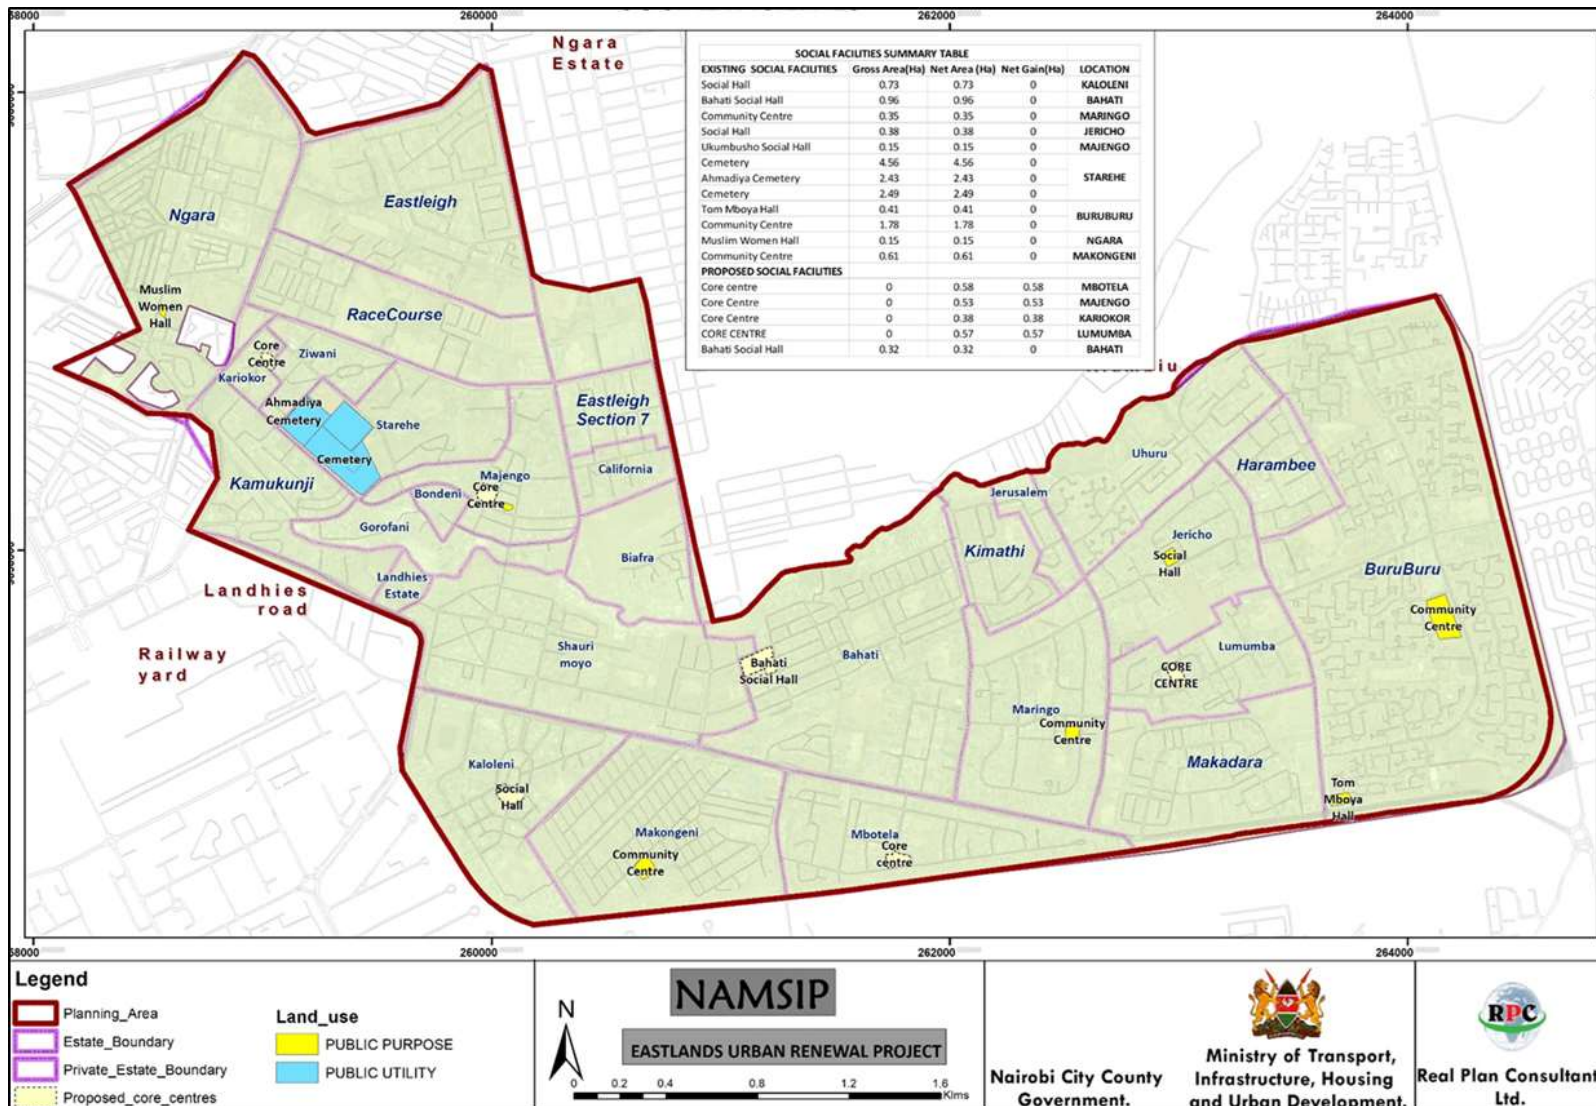 58000
260000
262000
264000
Ngara
Estate
SOCIAL FACILITIES SUMMARY TABLE
EXISTING SOCIAL FACILITIES Gross Area(Ha) Net Area (Ha) Net Gain(Ha) LOCATION
Social Hall 0.73 0.73 0 KALOLENI
Bahati Social Hall 0.96 0.96 0 BAHATI
Community Centre 0.35 0.35 0 MARINGO
Social Hall 0.38 0.38 0 JERICHO
Ukumbusho Social Hall 0.15 0.15 0 MAJENGO
Cemetery 4.56 4.56 0
Ahmadiya Cemetery 2.43 2.43 0 STAREHE
Cemetery 2.49 2.49 0
Tom Mboya Hall 0.41 0.41 0
BURUBURU
Community Centre 1.78 1.78 0
Muslim Women Hall 0.15 0.15 0 NGARA
Community Centre 0.61 0.61 0 MAKONGENI
PROPOSED SOCIAL FACILITIES
Core centre 0 0.58 0.58 MBOTELA
Core Centre 0 0.53 0.53 MAJENGO
Core Centre 0 0.38 0.38 KARIOKOR
CORE CENTRE 0 0.57 0.57 LUMUMBA
Bahati Social Hall 0.32 0.32 0 BAHATI
Ngara
Eastleigh
Muslim
Women
Hall
RaceCourse
Core
Centre
Ziwani
Kariokor
Ahmadiya
Cemetery
Starehe
Cemetery
Kamukunji
Eastleigh
Section 7
California
Majengo
Core
Centre
Bondeni
Gorofani
Biafra
Landhies
Estate
Landhies
road
Railway
yard
Shauri
moyo
Bahati
Social Hall
Bahati
Uhuru
Harambee
Jerusalem
Kimathi
Jericho
Social
Hall
BuruBuru
Community
Centre
Lumumba
CORE
CENTRE
Maringo
Community
Centre
Makadara
Tom
Mboya
Hall
Kaloleni
Social
Hall
Makongeni
Community
Centre
Mbotela
Core
centre
58000
260000
262000
264000
Legend
Planning_Area
Estate_Boundary
Private_Estate_Boundary
Proposed_core_centres
Land_use
PUBLIC PURPOSE
PUBLIC UTILITY
N
NAMSIP
EASTLANDS URBAN RENEWAL PROJECT
0 0.2 0.4 0.8 1.2 1.6
Klms
Nairobi City County
Government.
Ministry of Transport,
Infrastructure, Housing
and Urban Development.
RPC
Real Plan Consultant
Ltd.